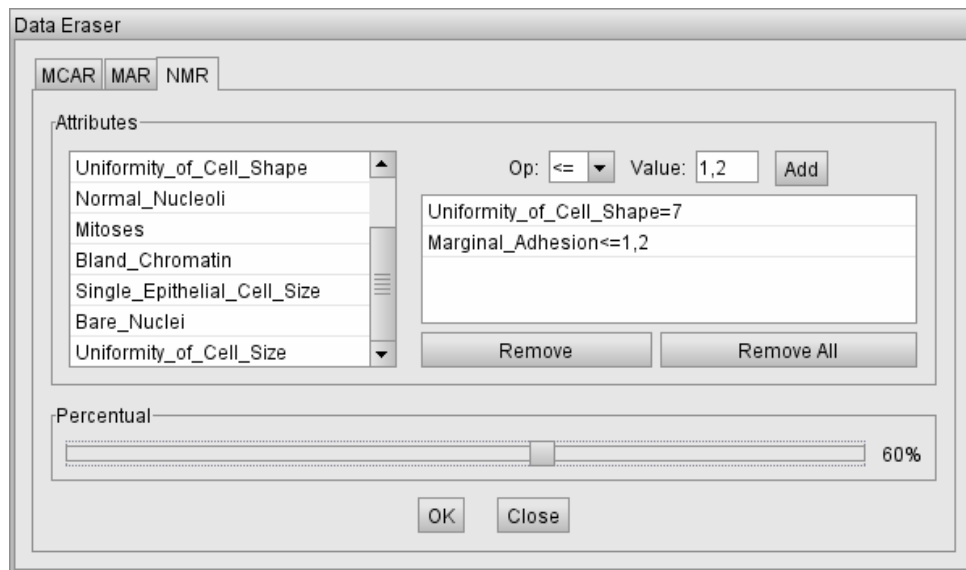 Data Eraser
MCAR MAR NMR
Attributes
Uniformity_of_Cell_Shape
Normal_Nucleoli
Mitoses
Bland_Chromatin
Single_Epithelial_Cell_Size
Bare_Nuclei
Uniformity_of_Cell_Size
Op: <= Value: 1,2 Add
Uniformity_of_Cell_Shape=7
Marginal_Adhesion<=1,2
Remove Remove All
Percentual
60%
OK Close